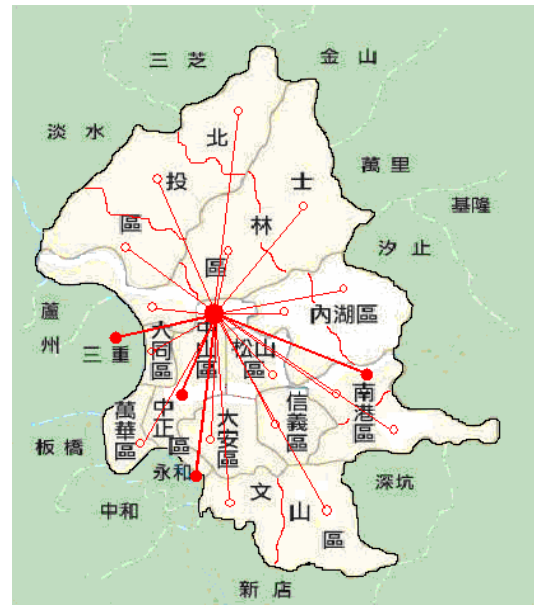 三芝
金山
淡水
萬里
基隆
汐止
北投區
士林區
內湖區
蘆州
三重
大同區
中山區
松山區
南港區
信義區
萬華區
中正區
大安區
板橋
永和
文山區
深坑
中和
新店